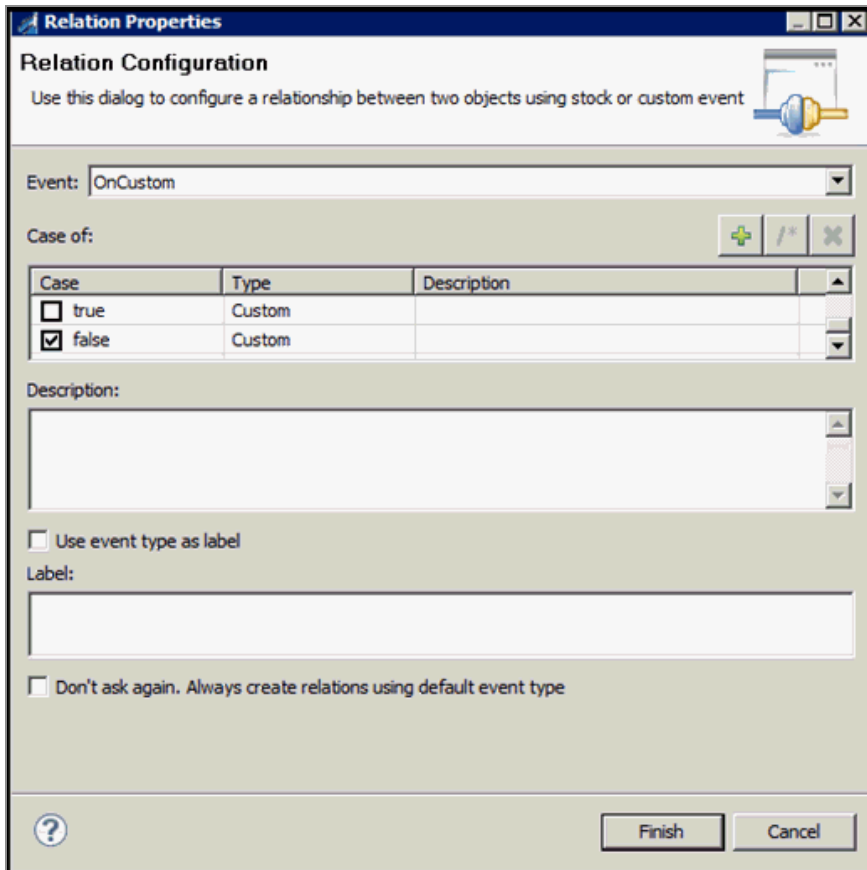 Relation Properties
Relation Configuration
Use this dialog to configure a relationship between two objects using stock or custom event
Event: OnCustom
Case of:
/*
Case Type Description
true Custom
false Custom
Description:
Use event type as label
Label:
Don't ask again. Always create relations using default event type
?
Finish Cancel